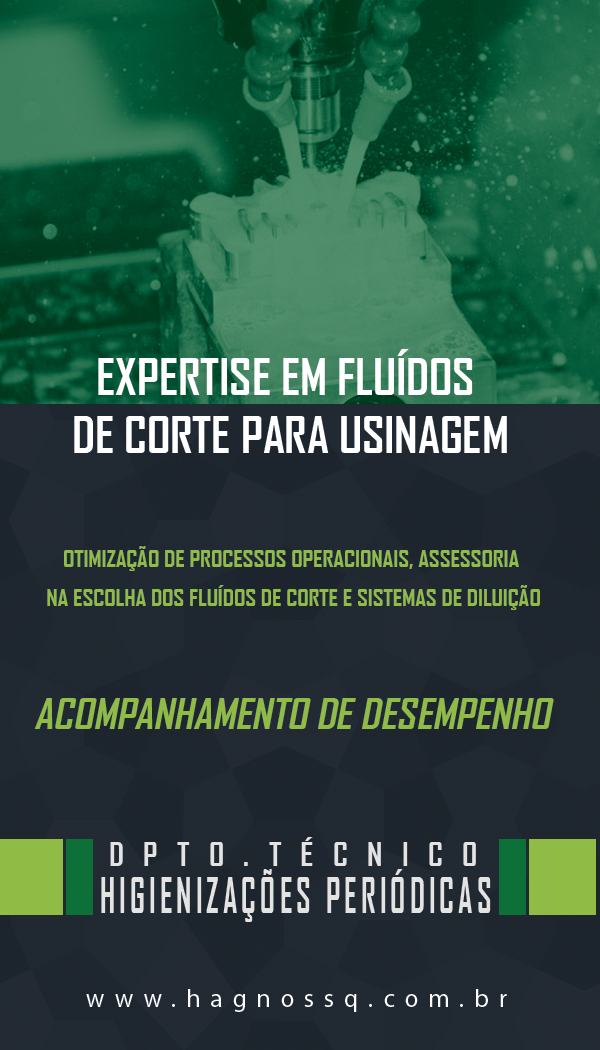 EXPERTISE EM FLUÍDOS
DE CORTE PARA USINAGEM
OTIMIZAÇÃO DE PROCESSOS OPERACIONAIS, ASSESSORIA
NA ESCOLHA DOS FLUÍDOS DE CORTE E SISTEMAS DE DILUIÇÃO
ACOMPANHAMENTO DE DESEMPENHO
DPTO.TÉCNICO
HIGIENIZAÇÕES PERIÓDICAS
www.hagnossq.com.br